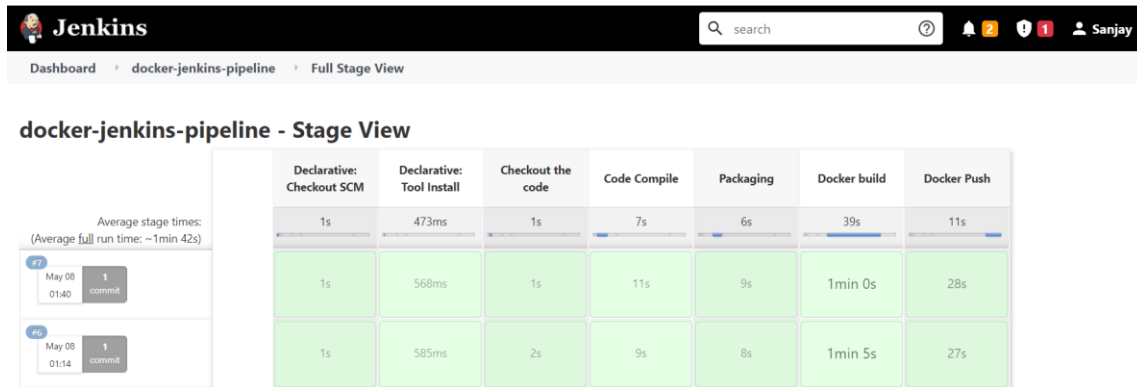 Jenkins
search
2
1
Sanjay
Dashboard docker-jenkins-pipeline Full Stage View
docker-jenkins-pipeline - Stage View
Declarative: Checkout SCM
Declarative: Tool Install
Checkout the code
Code Compile
Packaging
Docker build
Docker Push
Average stage times:
(Average full run time: ~1min 42s)
1s 473ms 1s 7s 6s 39s 11s
#7
May 08
01:40
1
commit
1s 568ms 1s 11s 9s 1min 0s 28s
#6
May 08
01:14
1
commit
1s 585ms 2s 9s 8s 1min 5s 27s